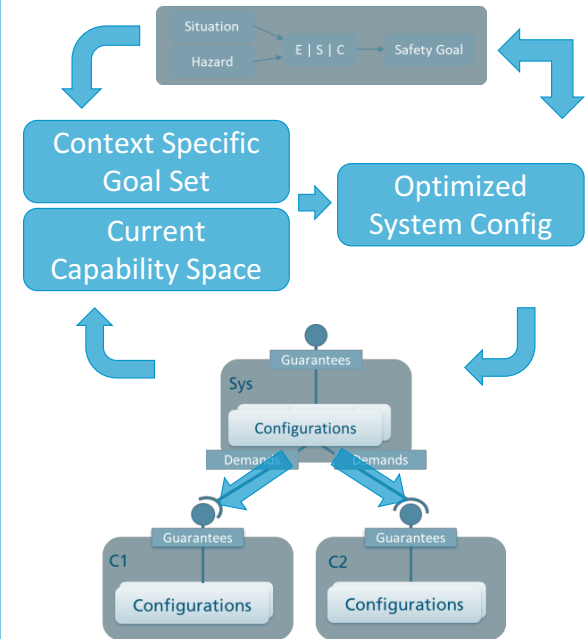 Situation
Hazard
E | S | C
Safety Goal
Context Specific
Goal Set
Current
Capability Space
Optimized
System Config
Guarantees
Sys
Configurations
Demands
Demands
Guarantees
C1
Configurations
Guarantees
C2
Configurations